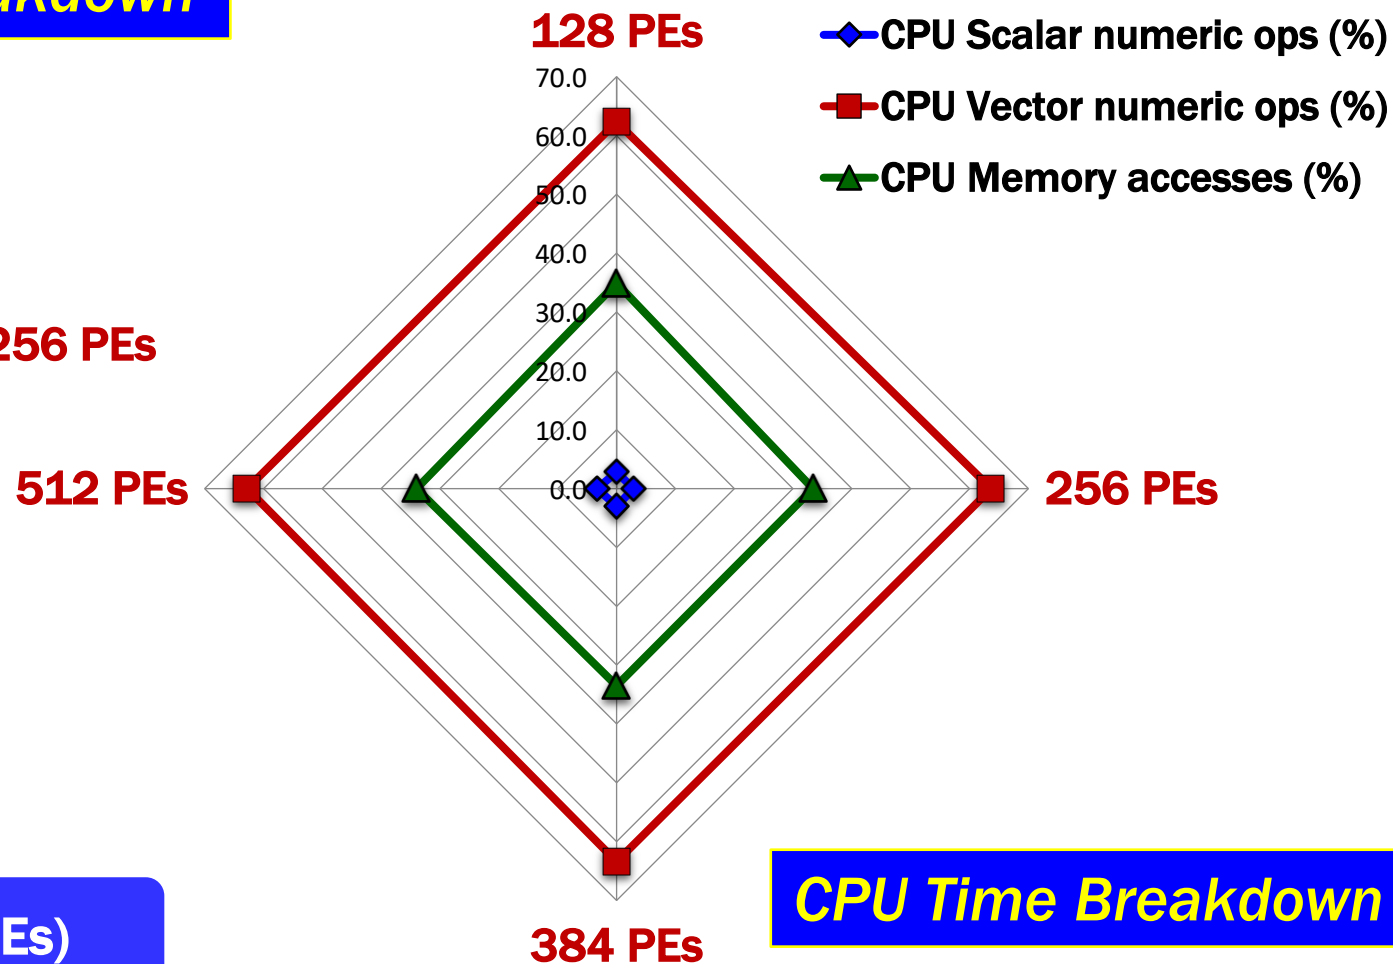 128 PEs
CPU Scalar numeric ops (%)
CPU Vector numeric ops (%)
CPU Memory accesses (%)
70.0
60.0
50.0
40.0
30.0
20.0
10.0
0.0
256 PEs
512 PEs
256 PEs
384 PEs
CPU Time Breakdown
Es)